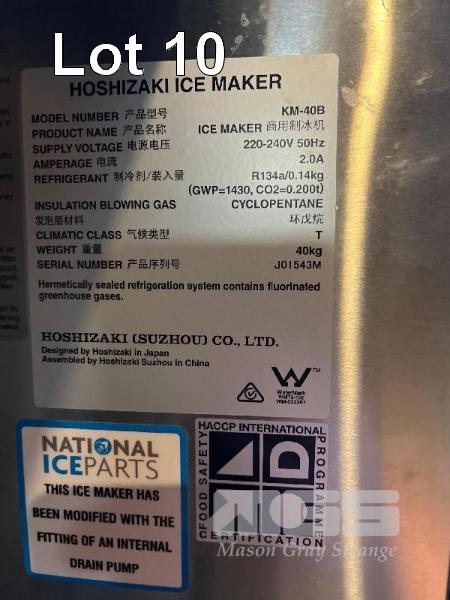 Lot 10
HOSHIZAKI ICE MAKER
MODEL NUMBER 产品型号 KM-40B
PRODUCT NAME 产品名称 ICE MAKER 商用制冰机
SUPPLY VOLTAGE 电源电压 220-240V 50Hz
AMPERAGE 电流 2.0A
REFRIGERANT 制冷剂/装入量 R134a/0.14kg
(GWP=1430, CO2=0.200t)
INSULATION BLOWING GAS CYCLOPENTANE
发泡层材料 环戊烷
CLIMATIC CLASS 气候类型 T
WEIGHT 重量 40kg
SERIAL NUMBER 产品序列号 J01543M
Hermetically sealed refrigeration system contains fluorinated
greenhouse gases.
HOSHIZAKI (SUZHOU) CO., LTD.
Designed by Hoshizaki in Japan
Assembled by Hoshizaki Suzhou in China
TM
WaterMark
NATIONAL
ICEPARTS
THIS ICE MAKER HAS
BEEN MODIFIED WITH THE
FITTING OF AN INTERNAL
DRAIN PUMP
HACCP INTERNATIONAL
FOOD SAFETY
PROGRAMME
CERTIFICATION
Mason Gray Strange